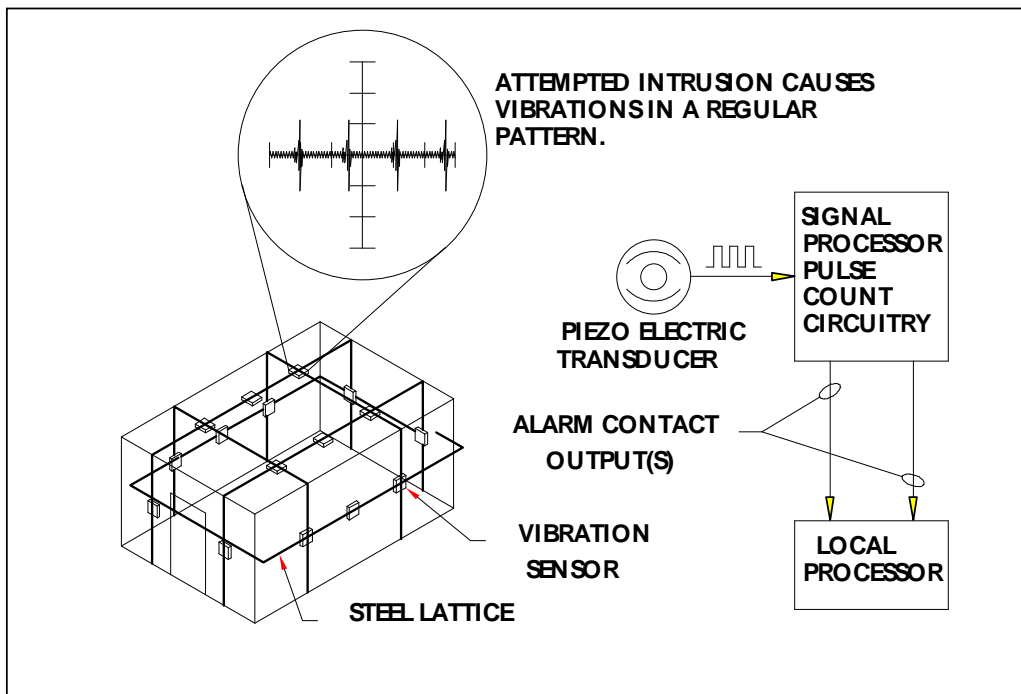 ATTEMPTED INTRUSION CAUSES
VIBRATIONS IN A REGULAR
PATTERN.
SIGNAL
PROCESSOR
PULSE
COUNT
CIRCUITRY
PIEZO ELECTRIC
TRANSDUCER
ALARM CONTACT
OUTPUT(S)
VIBRATION
SENSOR
LOCAL
PROCESSOR
STEEL LATTICE